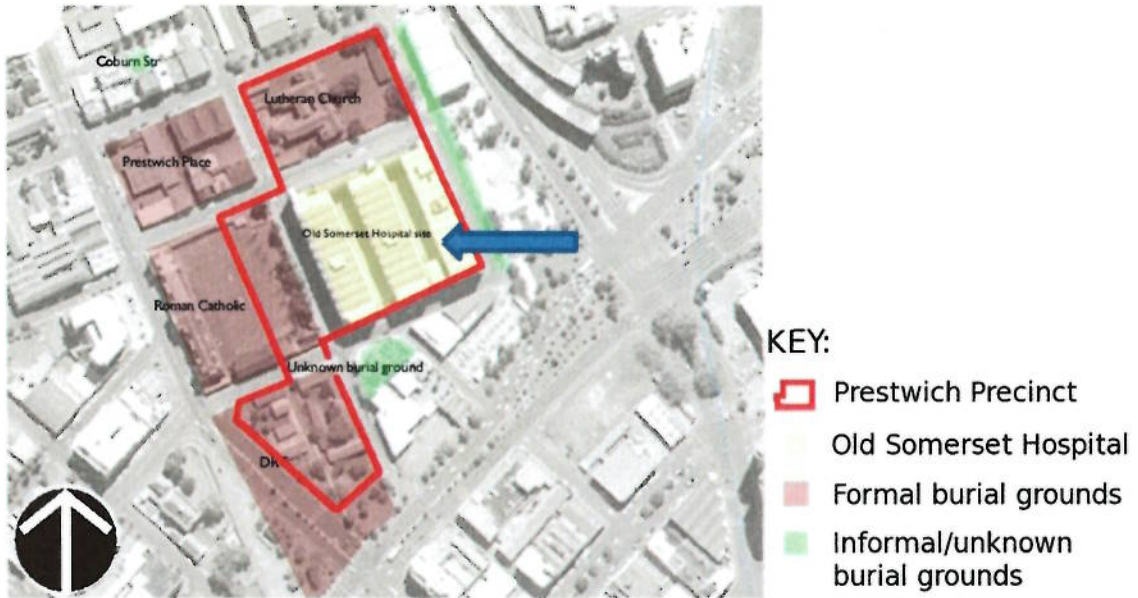 Coburn Str
Lutheran Church
Prestwich Place
Old Somerset Hospital site
Roman Catholic
Unknown burial ground
KEY:
Prestwich Precinct
Old Somerset Hospital
Formal burial grounds
Informal/unknown
burial grounds